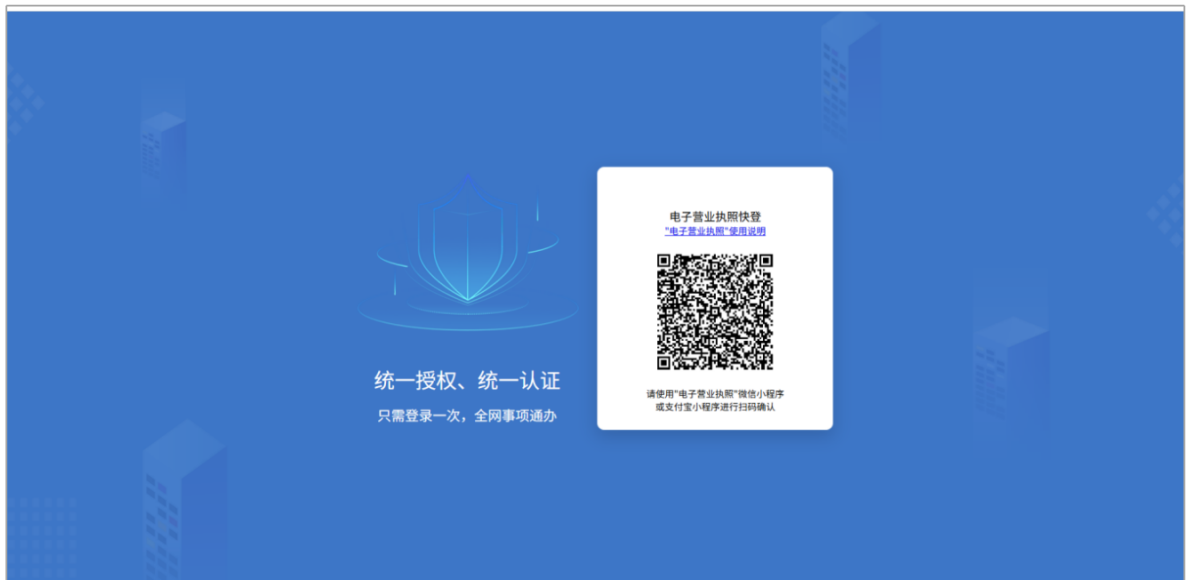 统一授权、统一认证
只需登录一次，全网事项通办
电子营业执照快登
"电子营业执照"使用说明
请使用"电子营业执照"微信小程序
或支付宝小程序进行扫码确认